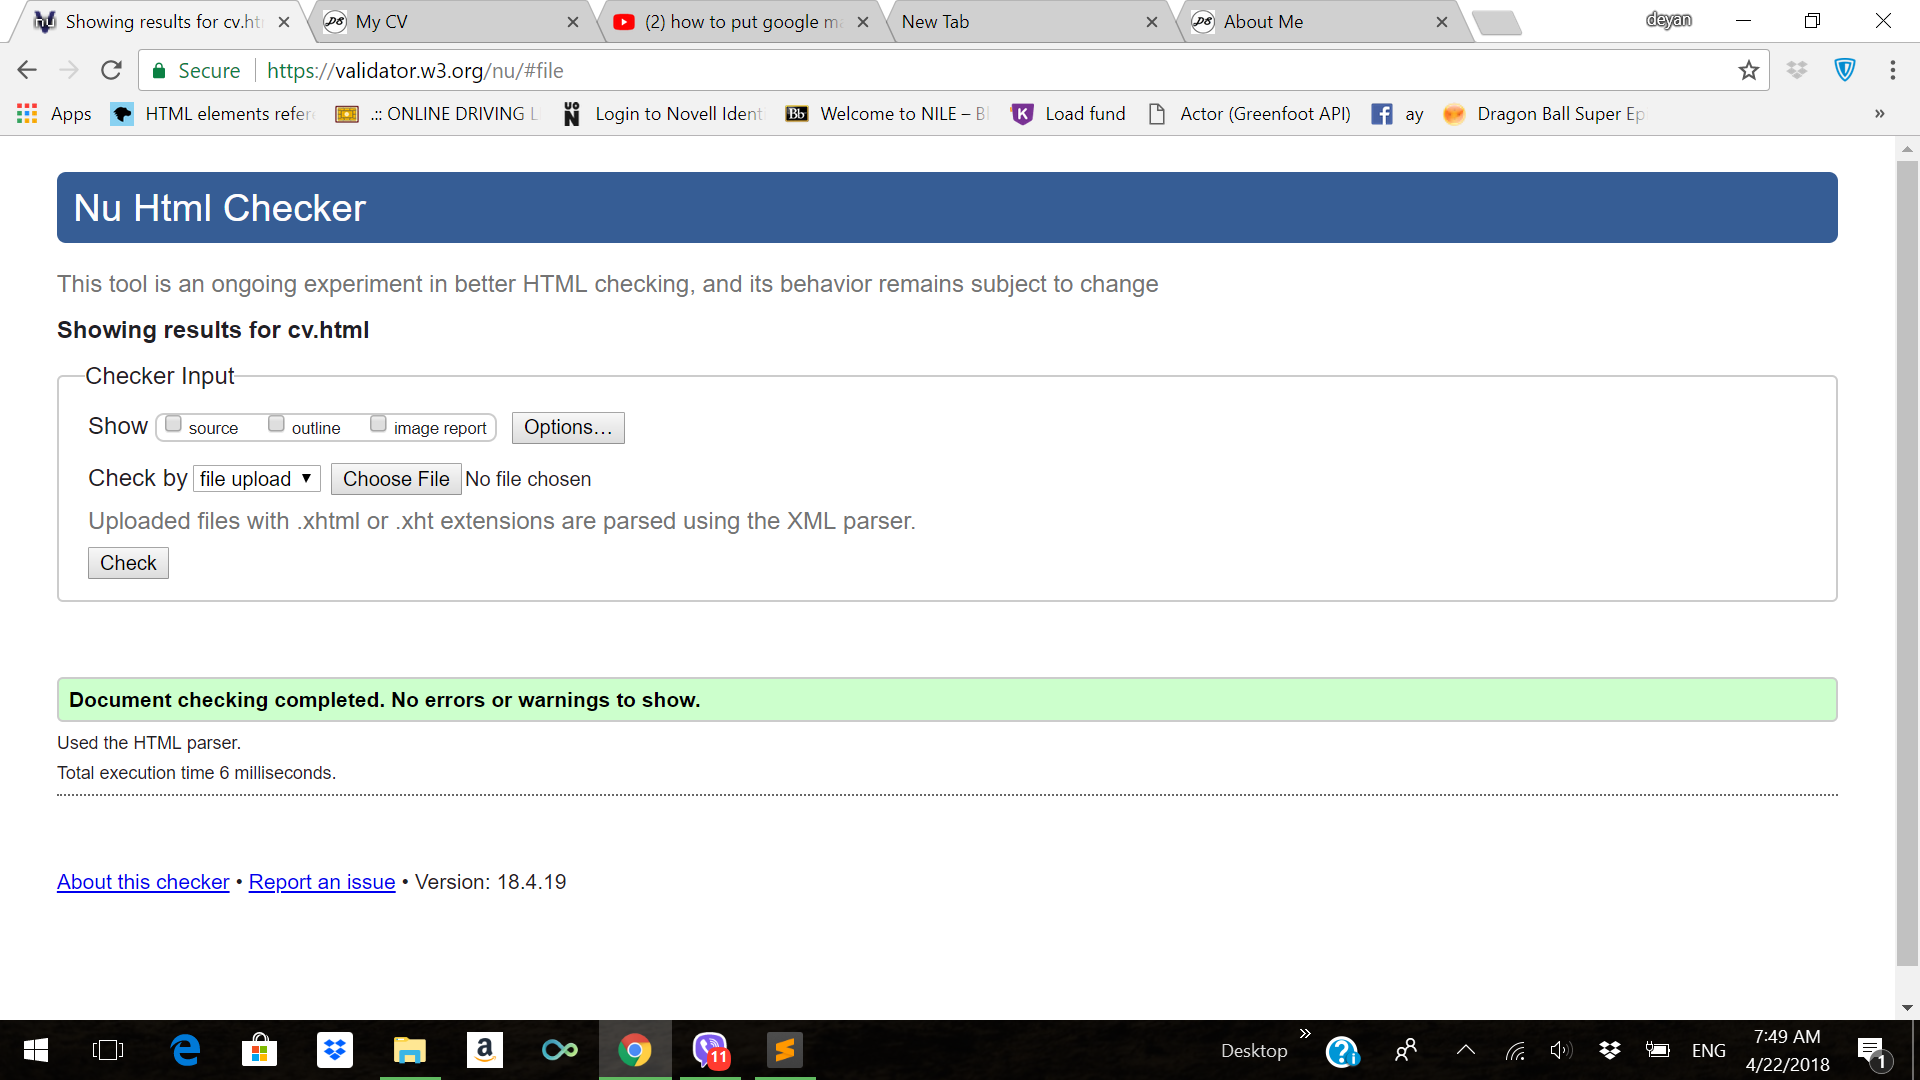 Showing results for cv.ht
My CV
(2) how to put google m
New Tab
About Me
deyan
Secure
https://validator.w3.org/nu/#file
Apps
HTML elements refer
.:: ONLINE DRIVING L
Login to Novell Ident
Bb
Welcome to NILE – Bl
Load fund
Actor (Greenfoot API)
ay
Dragon Ball Super Ep
»
Nu Html Checker
This tool is an ongoing experiment in better HTML checking, and its behavior remains subject to change
Showing results for cv.html
Checker Input
Show source outline image report Options…
Check by file upload Choose File No file chosen
Uploaded files with .xhtml or .xht extensions are parsed using the XML parser.
Check
Document checking completed. No errors or warnings to show.
Used the HTML parser.
Total execution time 6 milliseconds.
About this checker • Report an issue • Version: 18.4.19
11
Desktop
»
ENG
7:49 AM
4/22/2018
1